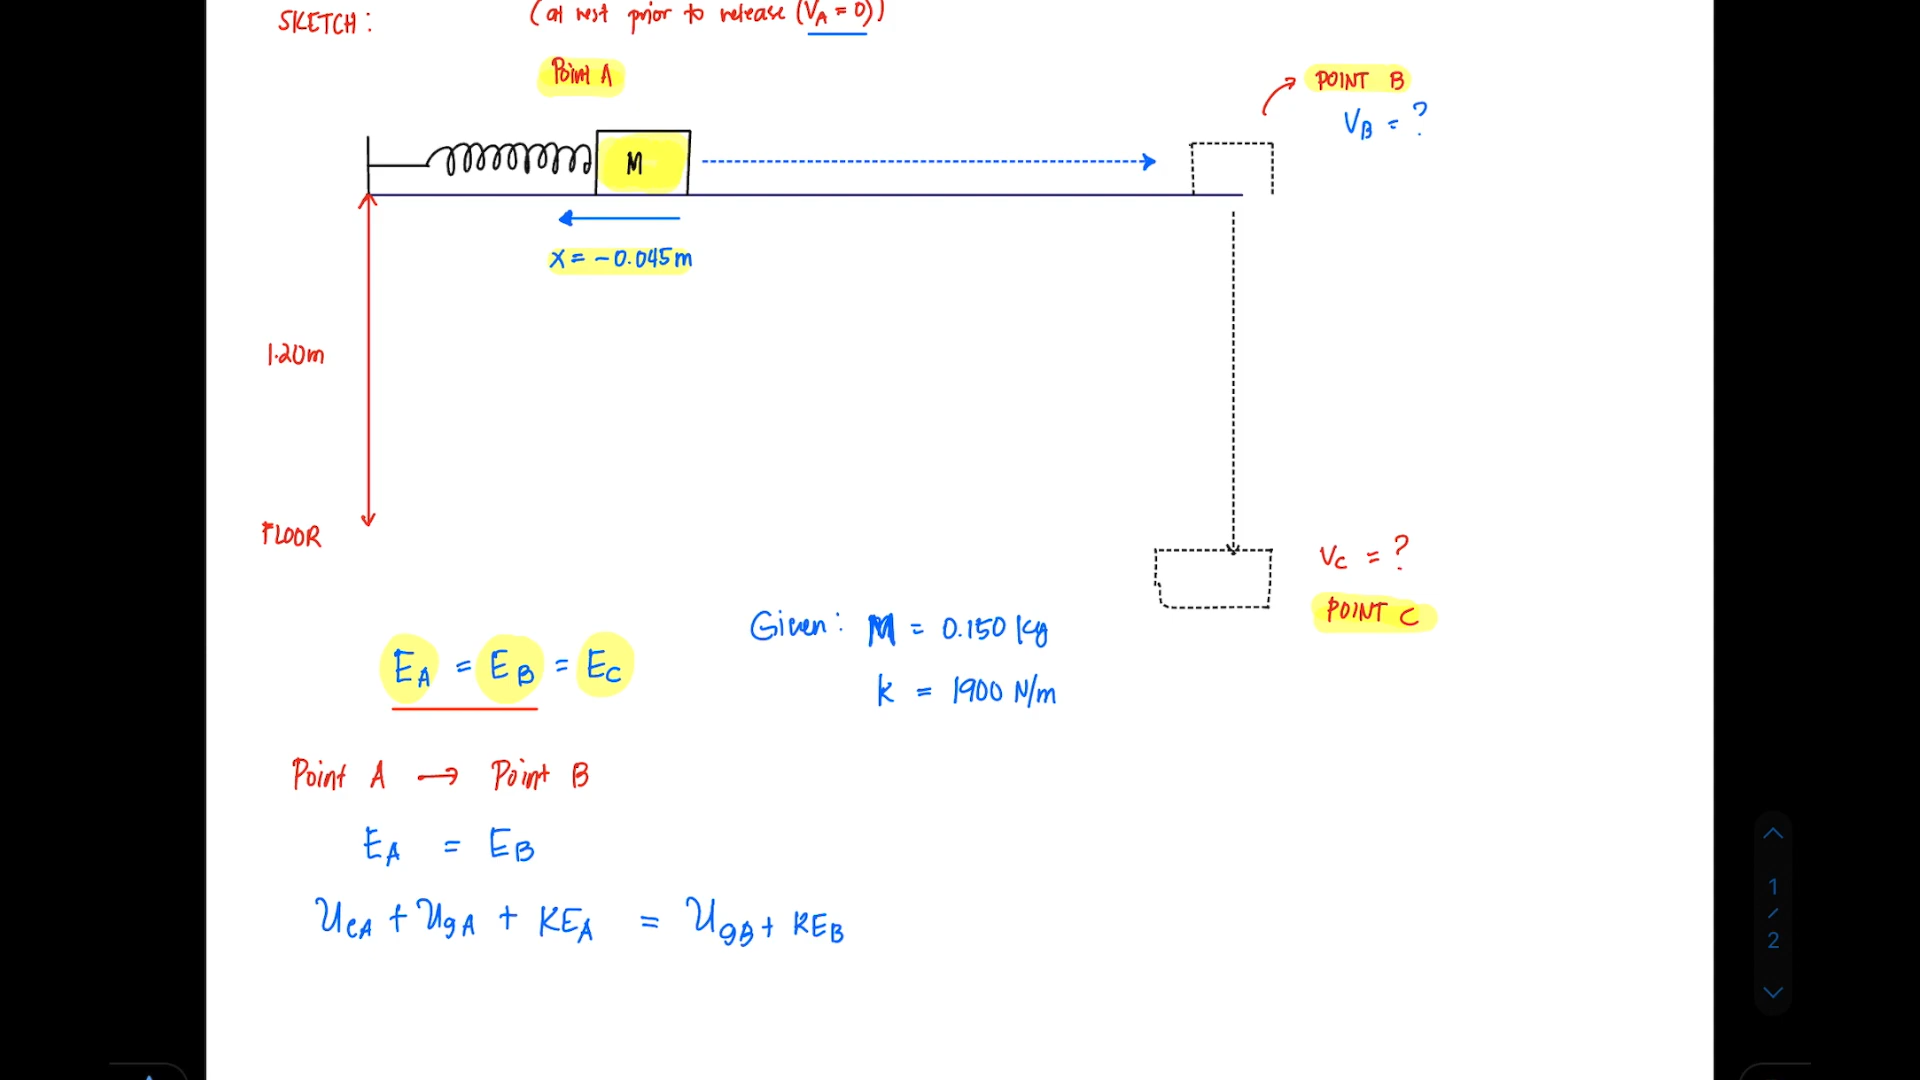 SKETCH :
(at rest prior to release (VA = 0))
Point A
POINT B
VB = ?
M
x = -0.045m
1.20m
FLOOR
Vc = ?
POINT C
Given : M = 0.150 kg
k = 1900 N/m
EA = EB = EC
Point A → Point B
EA = EB
UeA + UgA + KEA = UgB + KEB
1
/
2